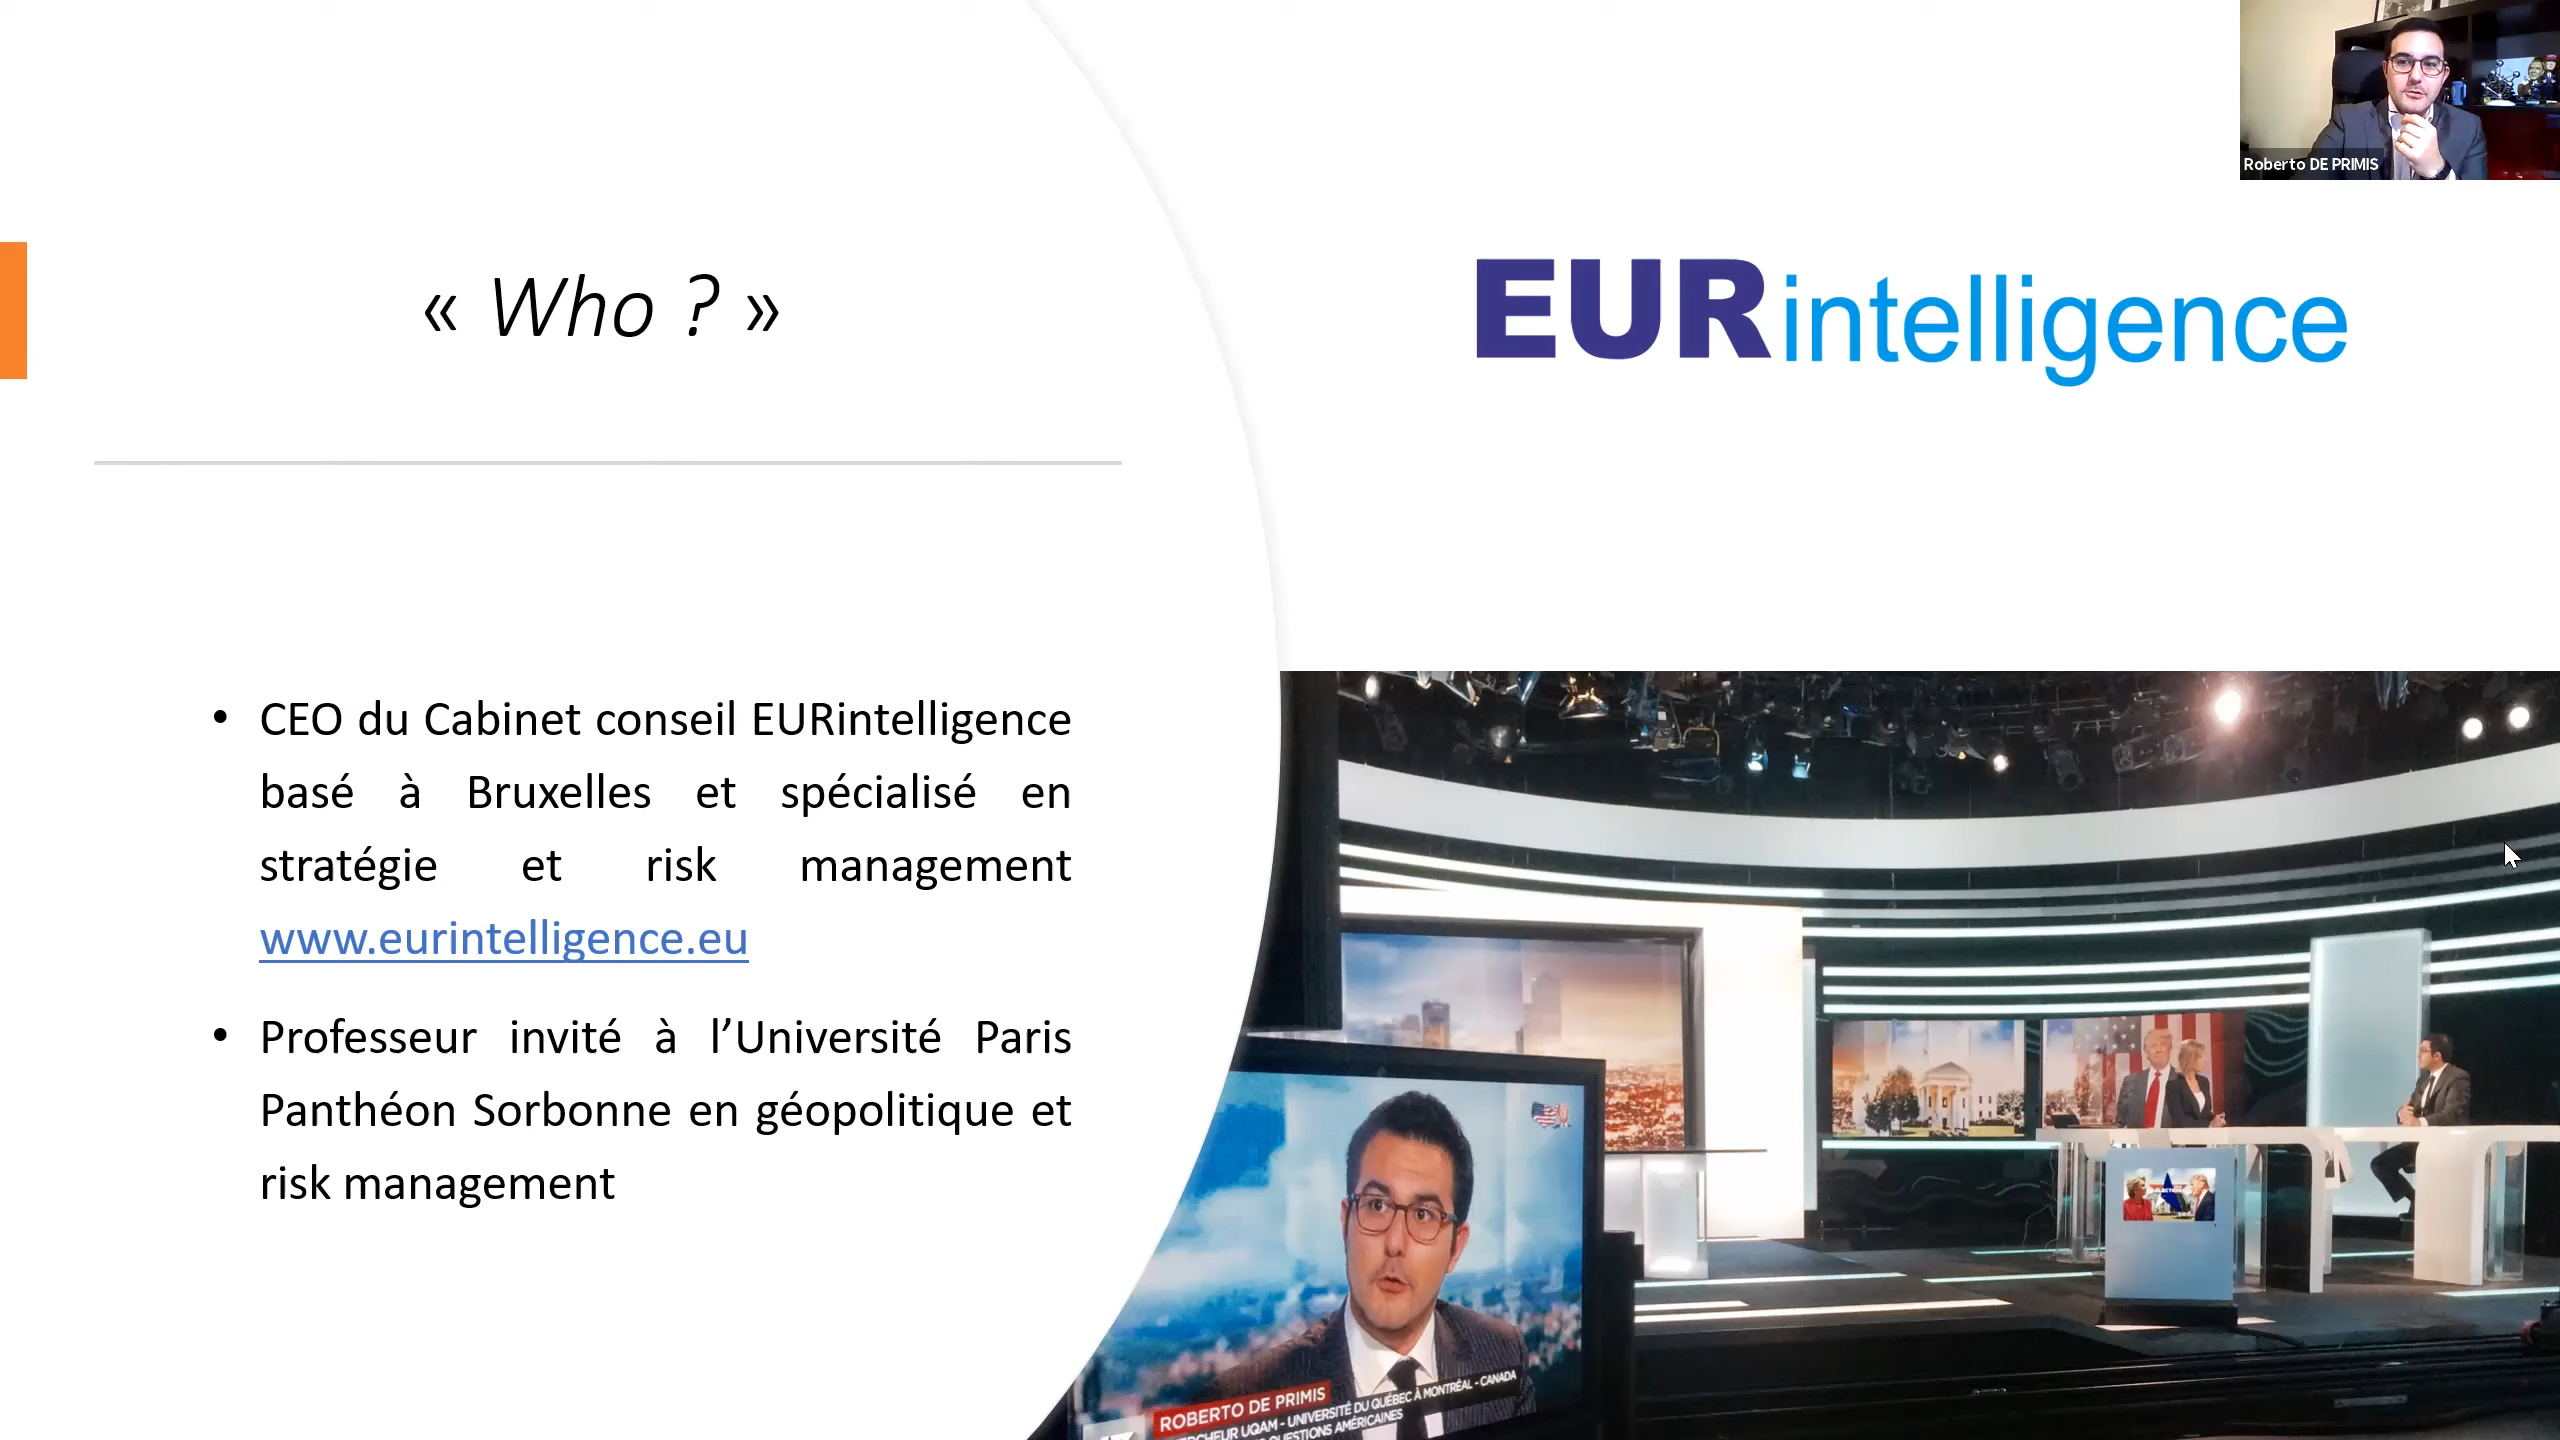 Roberto DE PRIMIS
« Who ? »
EURintelligence
• CEO du Cabinet conseil EURintelligence
basé à Bruxelles et spécialisé en
stratégie et risk management
www.eurintelligence.eu
• Professeur invité à l’Université Paris
Panthéon Sorbonne en géopolitique et
risk management
ROBERTO DE PRIMIS
UQAM - UNIVERSITÉ DU QUÉBEC À MONTRÉAL - CANADA
QUESTIONS AMÉRICAINES